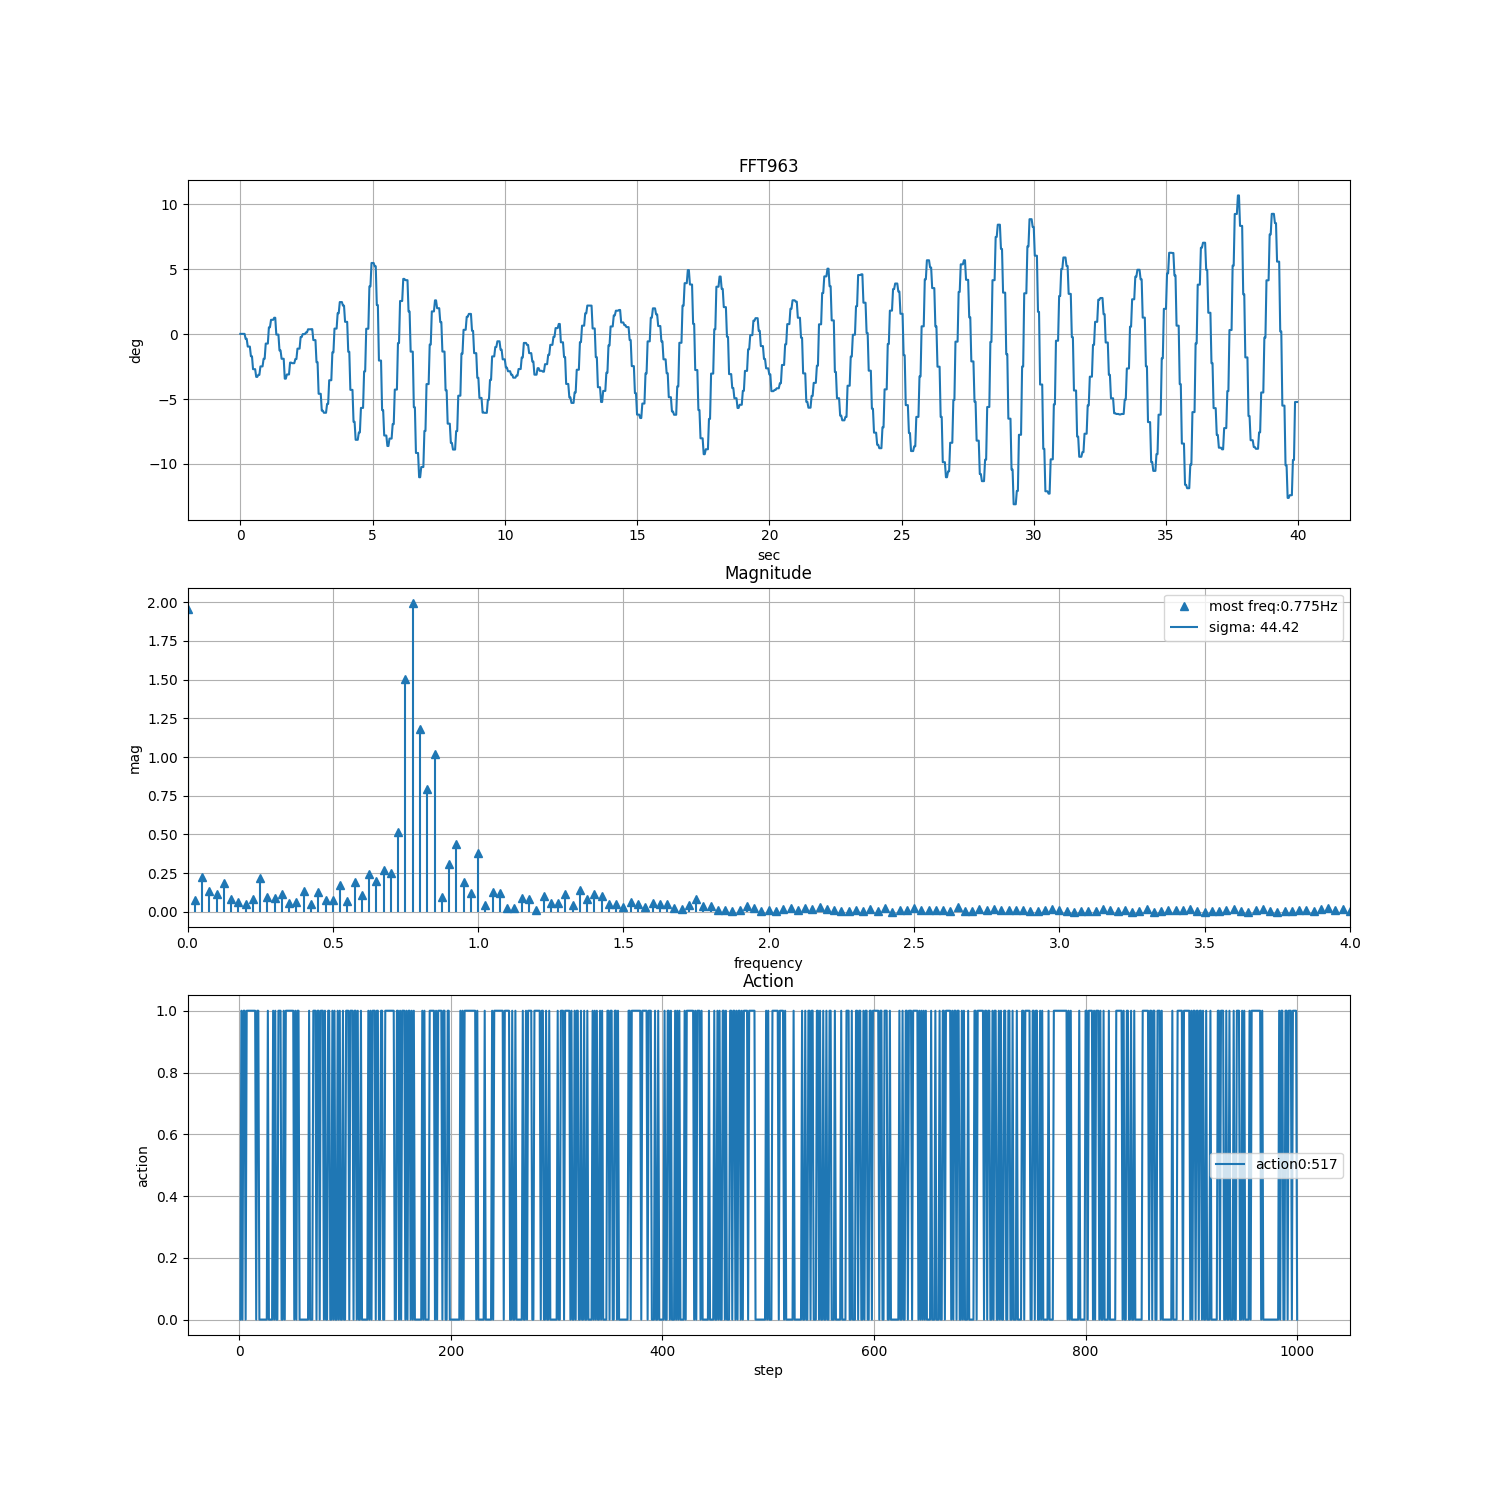 FFT963
10
5
0
−5
−10
deg
0 5 10 15 20 25 30 35 40
sec
Magnitude
2.00
1.75
1.50
1.25
1.00
0.75
0.50
0.25
0.00
mag
most freq:0.775Hz
sigma: 44.42
0.0 0.5 1.0 1.5 2.0 2.5 3.0 3.5 4.0
frequency
Action
1.0
0.8
0.6
0.4
0.2
0.0
action
action0:517
0 200 400 600 800 1000
step